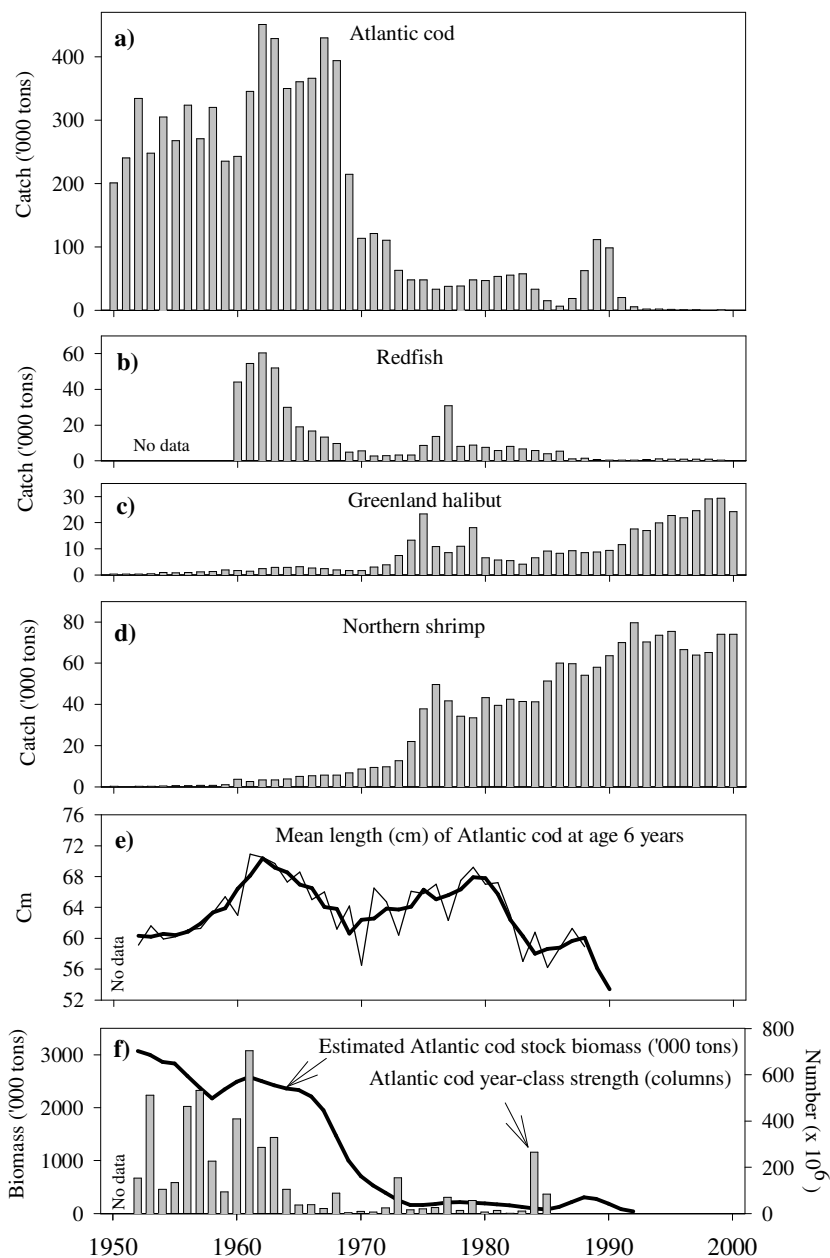 a)
Atlantic cod
400
300
200
100
0
Catch ('000 tons)
b)
Redfish
60
40
20
0
No data
Catch ('000 tons)
c)
Greenland halibut
30
20
10
0
d)
Northern shrimp
80
60
40
20
0
Catch ('000 tons)
e)
Mean length (cm) of Atlantic cod at age 6 years
76
72
68
64
60
56
52
Cm
No data
f)
Estimated Atlantic cod stock biomass ('000 tons)
Atlantic cod year-class strength (columns)
3000
2000
1000
0
Biomass ('000 tons)
No data
800
600
400
200
0
Number (x 10⁶)
1950 1960 1970 1980 1990 2000